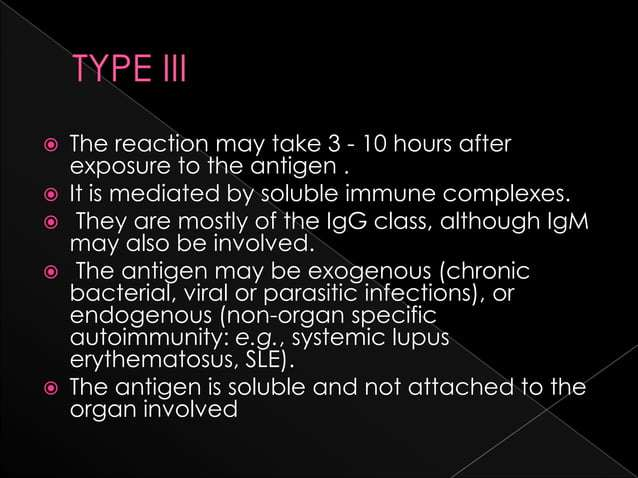 TYPE III
The reaction may take 3 - 10 hours after
exposure to the antigen .
It is mediated by soluble immune complexes.
They are mostly of the IgG class, although IgM
may also be involved.
The antigen may be exogenous (chronic
bacterial, viral or parasitic infections), or
endogenous (non-organ specific
autoimmunity: e.g., systemic lupus
erythematosus, SLE).
The antigen is soluble and not attached to the
organ involved